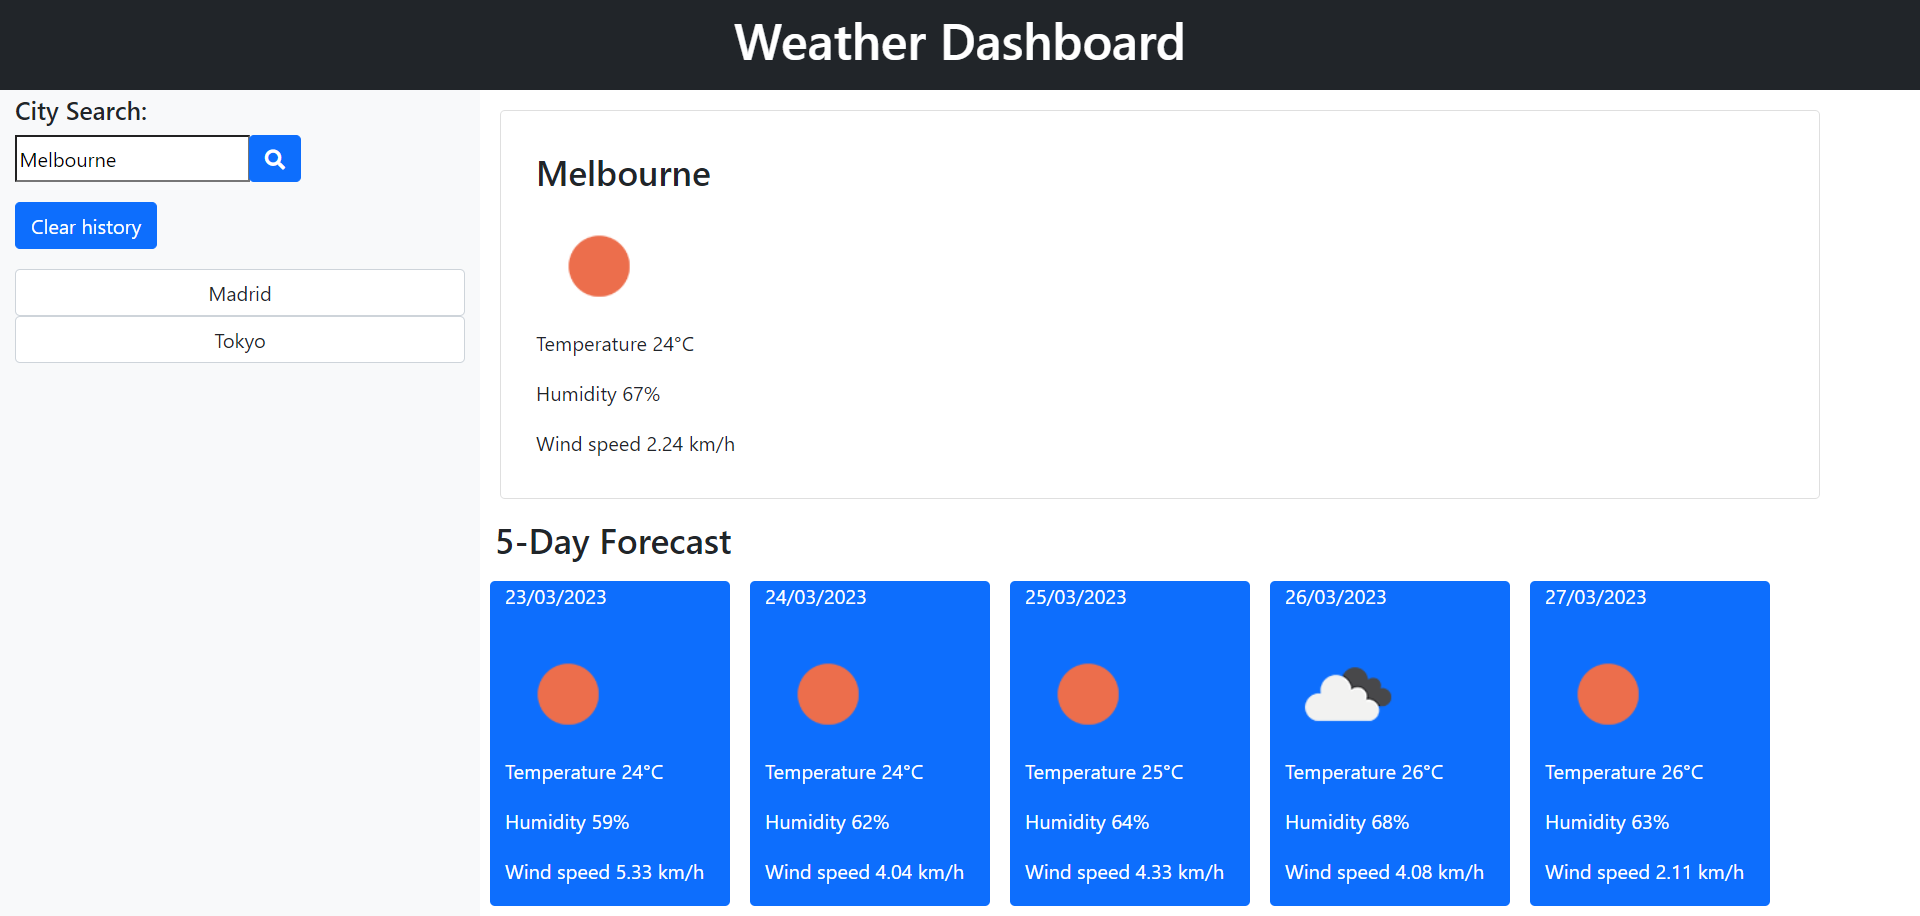 Weather Dashboard
City Search:
Melbourne
Clear history
Madrid
Tokyo
Melbourne
Temperature 24°C
Humidity 67%
Wind speed 2.24 km/h
5-Day Forecast
23/03/2023
Temperature 24°C
Humidity 59%
Wind speed 5.33 km/h
24/03/2023
Temperature 24°C
Humidity 62%
Wind speed 4.04 km/h
25/03/2023
Temperature 25°C
Humidity 64%
Wind speed 4.33 km/h
26/03/2023
Temperature 26°C
Humidity 68%
Wind speed 4.08 km/h
27/03/2023
Temperature 26°C
Humidity 63%
Wind speed 2.11 km/h